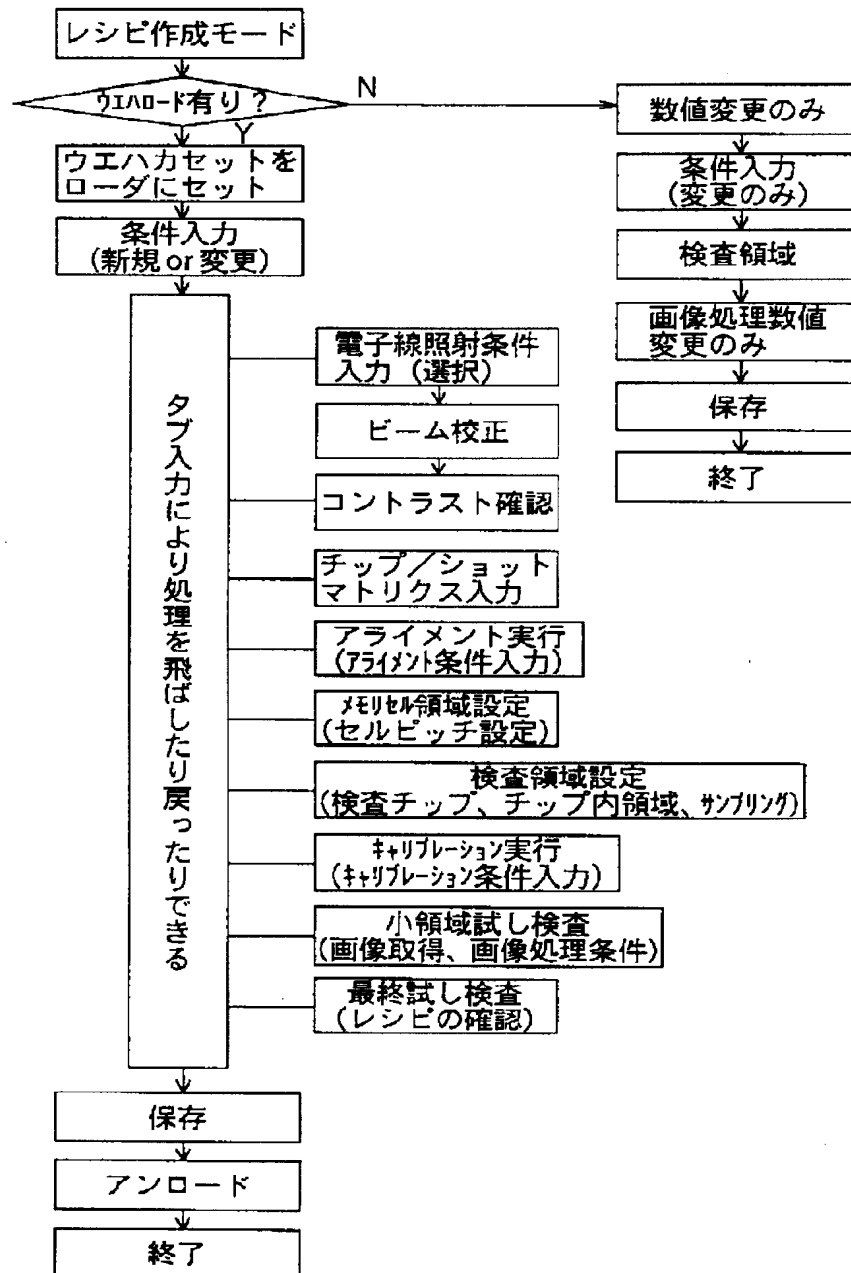 レシピ作成モード
ウエハロード有り?
N
Y
ウエハカセットを
ローダにセット
条件入力
(新規or変更)
タブ入力により処理を飛ばしたり戻ったりできる
電子線照射条件
入力(選択)
ビーム校正
コントラスト確認
チップ/ショット
マトリクス入力
アライメント実行
(アライメント条件入力)
メモリセル領域設定
(セルピッチ設定)
検査領域設定
(検査チップ、チップ内領域、サンプリング)
キャリブレーション実行
(キャリブレーション条件入力)
小領域試し検査
(画像取得、画像処理条件)
最終試し検査
(レシピの確認)
保存
アンロード
終了
数値変更のみ
条件入力
(変更のみ)
検査領域
画像処理数値
変更のみ
保存
終了